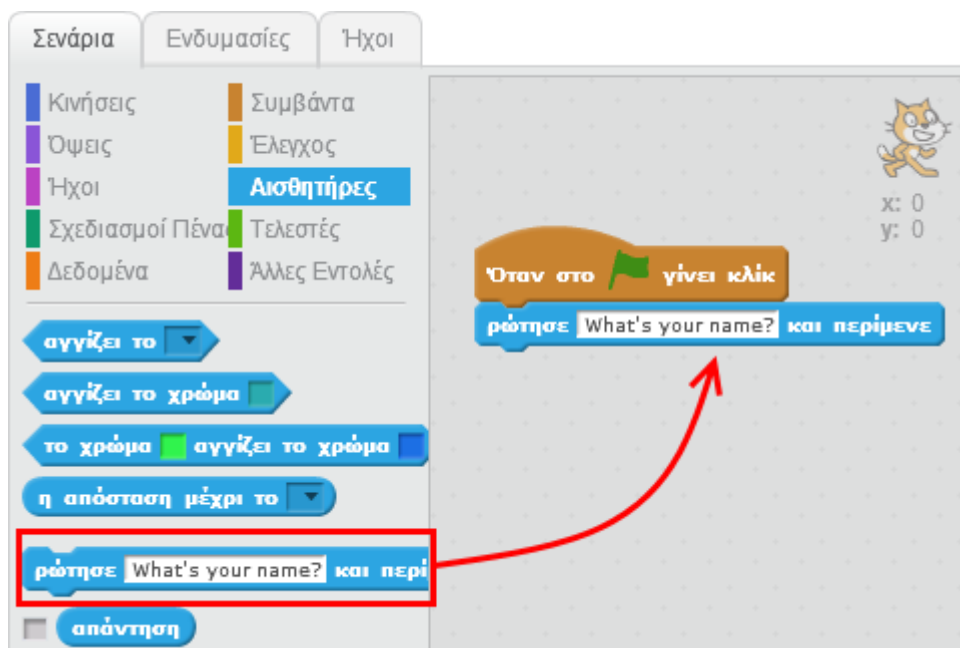 Σενάρια Ενδυμασίες Ήχοι
Κινήσεις Συμβάντα
Όψεις Έλεγχος
Ήχοι Αισθητήρες
Σχεδιασμοί Πένας Τελεστές
Δεδομένα Άλλες Εντολές
αγγίζει το
αγγίζει το χρώμα
το χρώμα αγγίζει το χρώμα
η απόσταση μέχρι το
ρώτησε What's your name? και περί
απάντηση
x: 0
y: 0
Όταν στο γίνει κλίκ
ρώτησε What's your name? και περίμενε